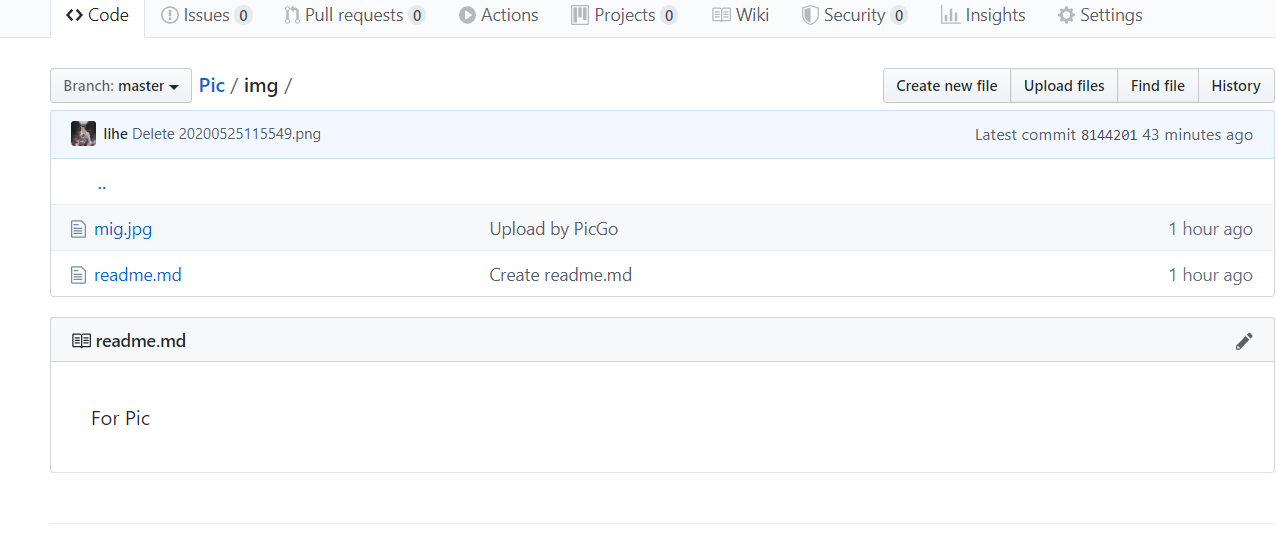 Code Issues 0 Pull requests 0 Actions Projects 0 Wiki Security 0 Insights Settings
Branch: master Pic / img / Create new file Upload files Find file History
lihe Delete 20200525115549.png Latest commit 8144201 43 minutes ago
..
mig.jpg Upload by PicGo 1 hour ago
readme.md Create readme.md 1 hour ago
readme.md
For Pic